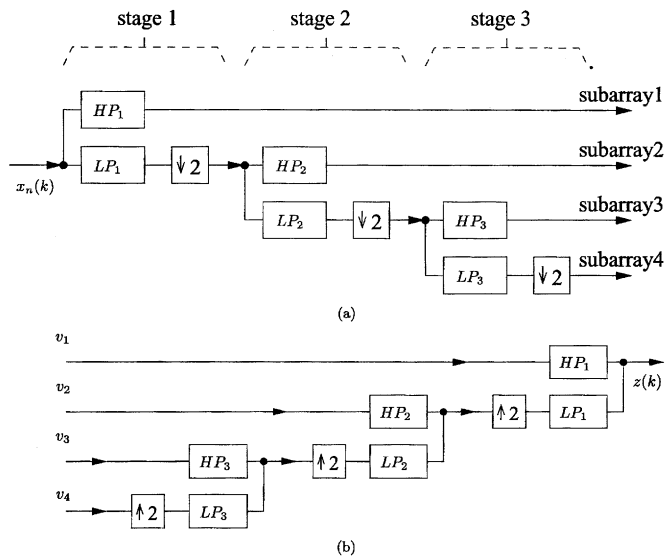 stage 1 stage 2 stage 3
HP₁ subarray1
xₙ(k) LP₁ ↓2 HP₂ subarray2
LP₂ ↓2 HP₃ subarray3
LP₃ ↓2 subarray4
(a)
v₁ HP₁ z(k)
v₂ HP₂ ↑2 LP₁
v₃ HP₃ ↑2 LP₂
v₄ ↑2 LP₃
(b)